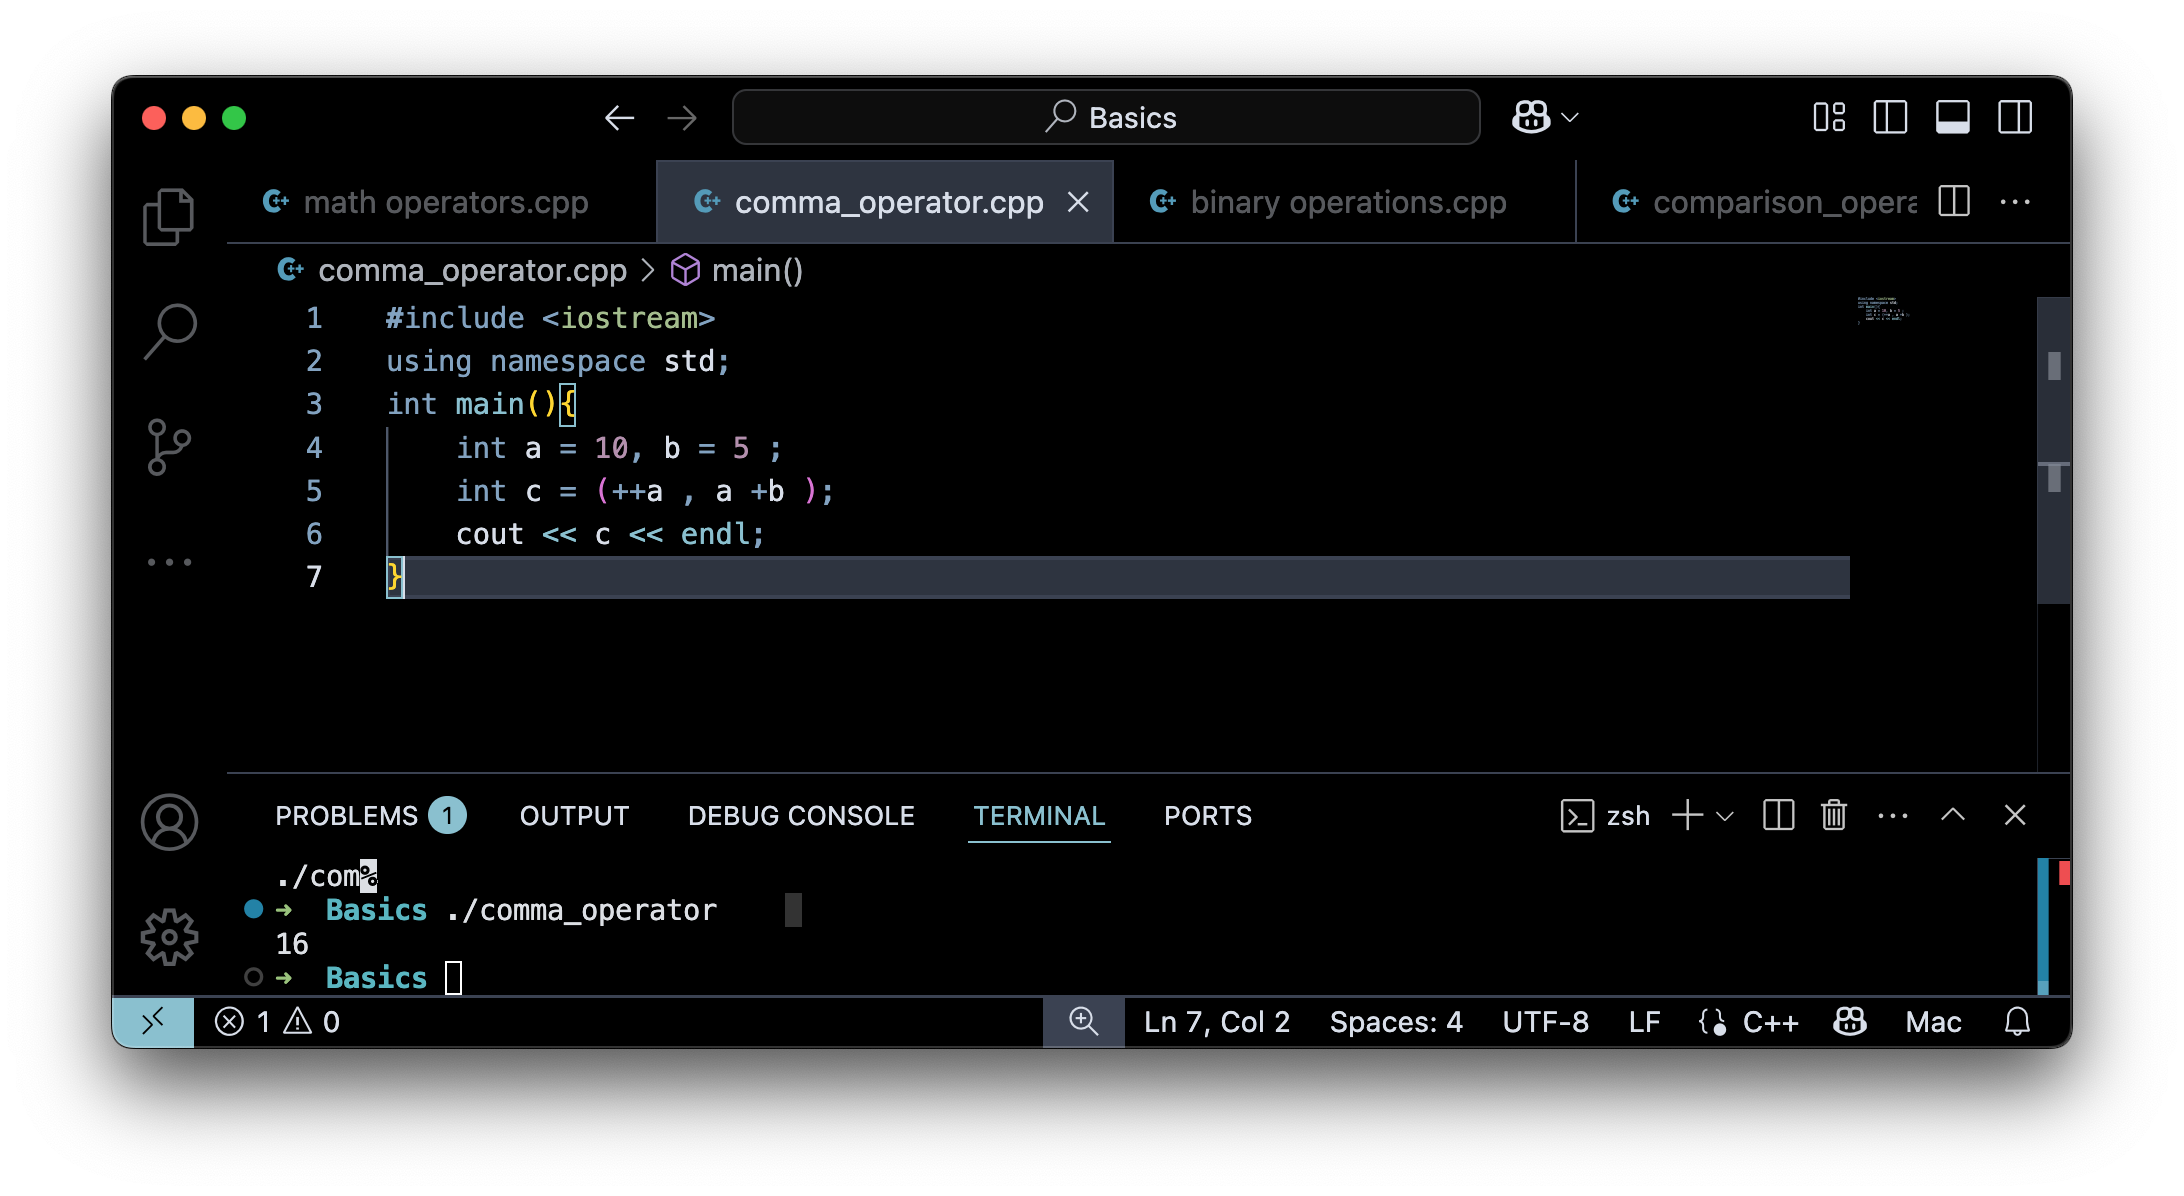 Basics
math operators.cpp
comma_operator.cpp
binary operations.cpp
comparison_opera
comma_operator.cpp > main()
1 #include <iostream>
2 using namespace std;
3 int main(){
4     int a = 10, b = 5 ;
5     int c = (++a , a +b );
6     cout << c << endl;
7 }
PROBLEMS 1 OUTPUT DEBUG CONSOLE TERMINAL PORTS zsh
./com%
➜ Basics ./comma_operator
16
➜ Basics
1 0 Ln 7, Col 2 Spaces: 4 UTF-8 LF {} C++ Mac